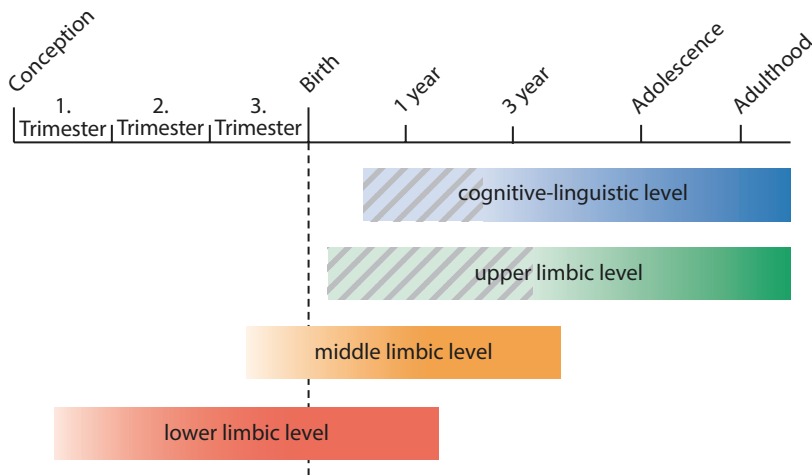 Conception
Birth
1 year
3 year
Adolescence
Adulthood
1.
Trimester
2.
Trimester
3.
Trimester
cognitive-linguistic level
upper limbic level
middle limbic level
lower limbic level